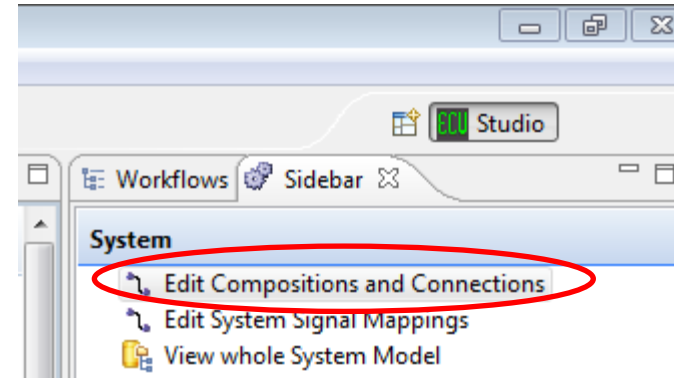 ECU Studio
Workflows Sidebar
System
Edit Compositions and Connections
Edit System Signal Mappings
View whole System Model